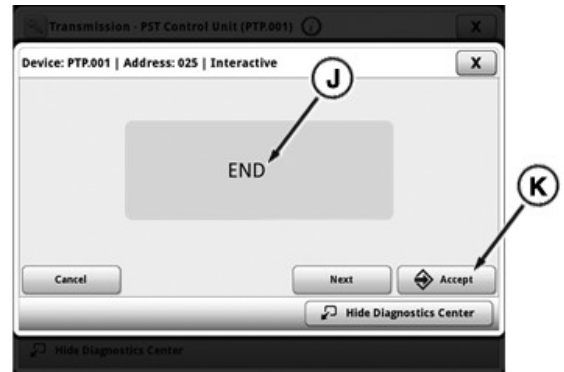 Transmission - PST Control Unit (PTP.001) i X
Device: PTP.001 | Address: 025 | Interactive X
J
END
K
Cancel Next Accept
Hide Diagnostics Center
Hide Diagnostics Center